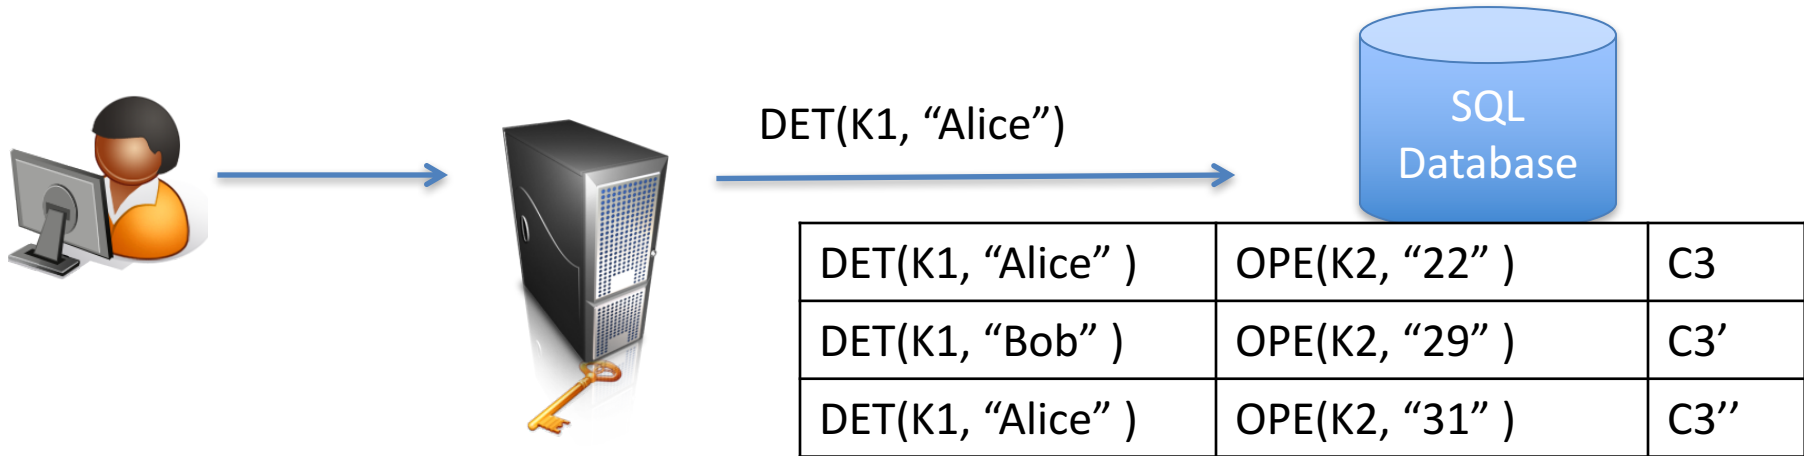 DET(K1, “Alice”)
SQL
Database
DET(K1, “Alice” ) OPE(K2, “22” ) C3
DET(K1, “Bob” ) OPE(K2, “29” ) C3’
DET(K1, “Alice” ) OPE(K2, “31” ) C3’’